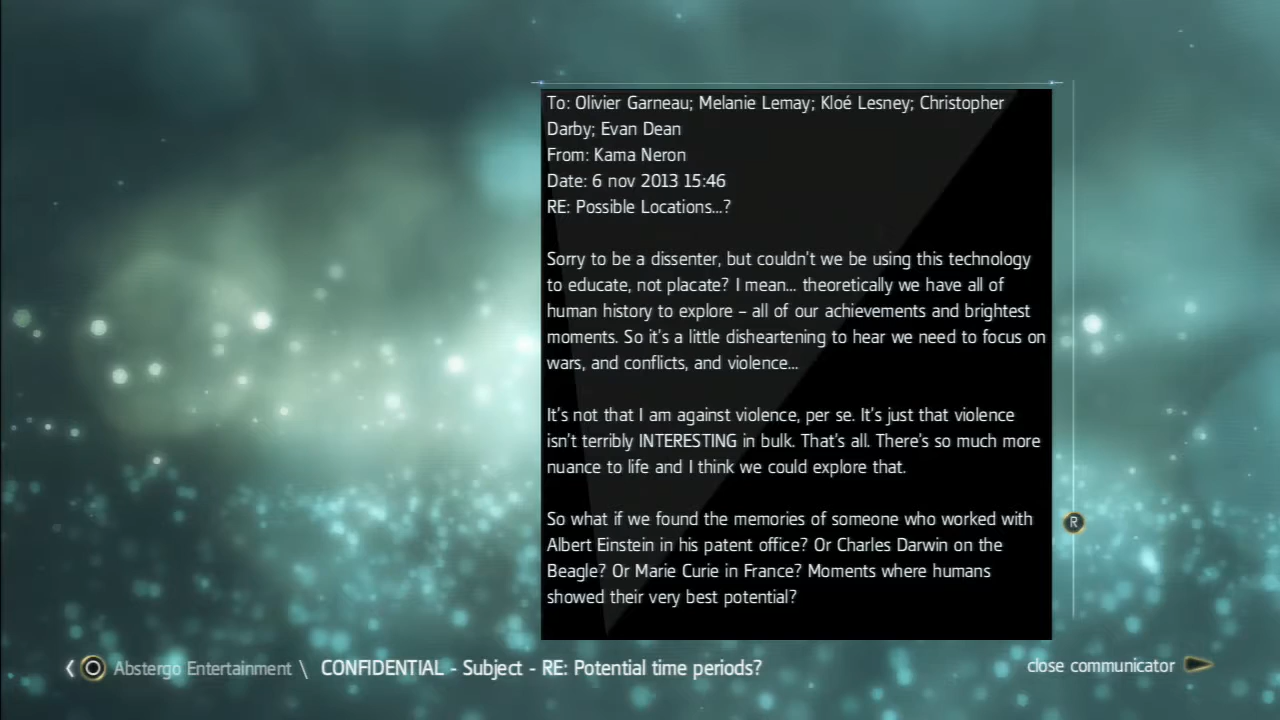 To: Olivier Garneau; Melanie Lemay; Kloé Lesney; Christopher
Darby; Evan Dean
From: Kama Neron
Date: 6 nov 2013 15:46
RE: Possible Locations...?
Sorry to be a dissenter, but couldn't we be using this technology
to educate, not placate? I mean... theoretically we have all of
human history to explore – all of our achievements and brightest
moments. So it's a little disheartening to hear we need to focus on
wars, and conflicts, and violence...
It's not that I am against violence, per se. It's just that violence
isn't terribly INTERESTING in bulk. That's all. There's so much more
nuance to life and I think we could explore that.
So what if we found the memories of someone who worked with
Albert Einstein in his patent office? Or Charles Darwin on the
Beagle? Or Marie Curie in France? Moments where humans
showed their very best potential?
R
Abstergo Entertainment \ CONFIDENTIAL - Subject - RE: Potential time periods?
close communicator